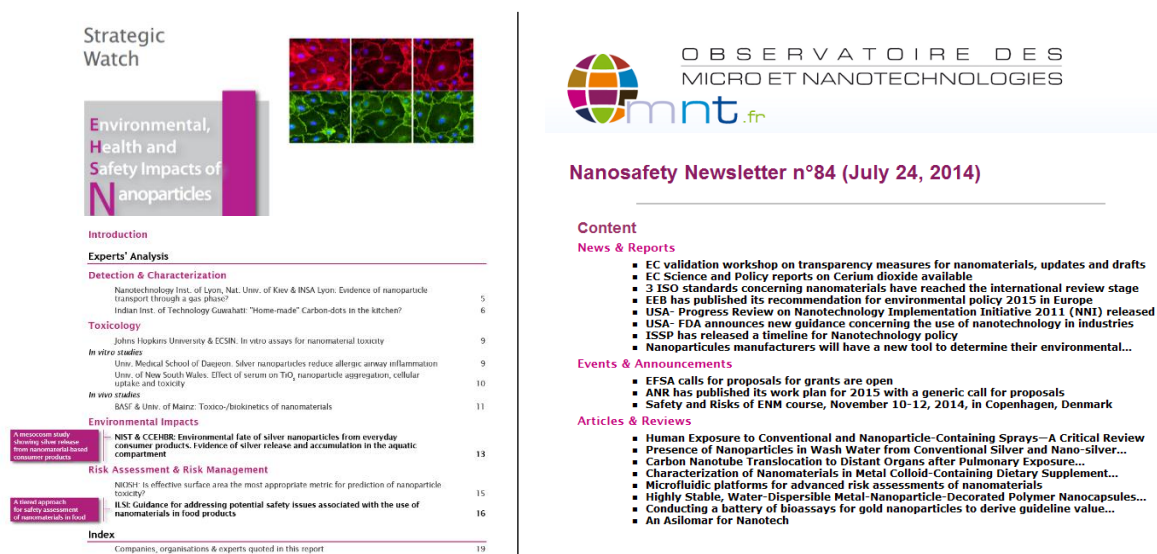 Strategic
Watch
Environmental,
Health and
Safety Impacts of
Nanoparticles
Introduction
Experts' Analysis
Detection & Characterization
Nanotechnology Inst. of Lyon, Nat. Univ. of Kiev & INSA Lyon: Evidence of nanoparticle
transport through a gas phase? 5
Indian Inst. of Technology Guwahati: "Home-made" Carbon-dots in the kitchen? 6
Toxicology
Johns Hopkins University & ECSIN. In vitro assays for nanomaterial toxicity 9
In vitro studies
Univ. Medical School of Daejeon. Silver nanoparticles reduce allergic airway inflammation 9
Univ. of New South Wales. Effect of serum on TiO2 nanoparticle aggregation, cellular
uptake and toxicity 10
In vivo studies
BASF & Univ. of Mainz: Toxico-/biokinetics of nanomaterials 11
Environmental Impacts
A mesocosm study
showing silver release
from nanomaterial-based
consumer products
NIST & CCEHBR: Environmental fate of silver nanoparticles from everyday
consumer products. Evidence of silver release and accumulation in the aquatic
compartment 13
Risk Assessment & Risk Management
NIOSH: Is effective surface area the most appropriate metric for prediction of nanoparticle
toxicity? 15
A tiered approach
for safety assessment
of nanomaterials in food
ILSI: Guidance for addressing potential safety issues associated with the use of
nanomaterials in food products 16
Index
Companies, organisations & experts quoted in this report 19
OBSERVATOIRE DES
MICRO ET NANOTECHNOLOGIES
omnt.fr
Nanosafety Newsletter n°84 (July 24, 2014)
Content
News & Reports
EC validation workshop on transparency measures for nanomaterials, updates and drafts
EC Science and Policy reports on Cerium dioxide available
3 ISO standards concerning nanomaterials have reached the international review stage
EEB has published its recommendation for environmental policy 2015 in Europe
USA- Progress Review on Nanotechnology Implementation Initiative 2011 (NNI) released
USA- FDA announces new guidance concerning the use of nanotechnology in industries
ISSP has released a timeline for Nanotechnology policy
Nanoparticules manufacturers will have a new tool to determine their environmental...
Events & Announcements
EFSA calls for proposals for grants are open
ANR has published its work plan for 2015 with a generic call for proposals
Safety and Risks of ENM course, November 10-12, 2014, in Copenhagen, Denmark
Articles & Reviews
Human Exposure to Conventional and Nanoparticle-Containing Sprays—A Critical Review
Presence of Nanoparticles in Wash Water from Conventional Silver and Nano-silver...
Carbon Nanotube Translocation to Distant Organs after Pulmonary Exposure...
Characterization of Nanomaterials in Metal Colloid-Containing Dietary Supplement...
Microfluidic platforms for advanced risk assessments of nanomaterials
Highly Stable, Water-Dispersible Metal-Nanoparticle-Decorated Polymer Nanocapsules...
Conducting a battery of bioassays for gold nanoparticles to derive guideline value...
An Asilomar for Nanotech